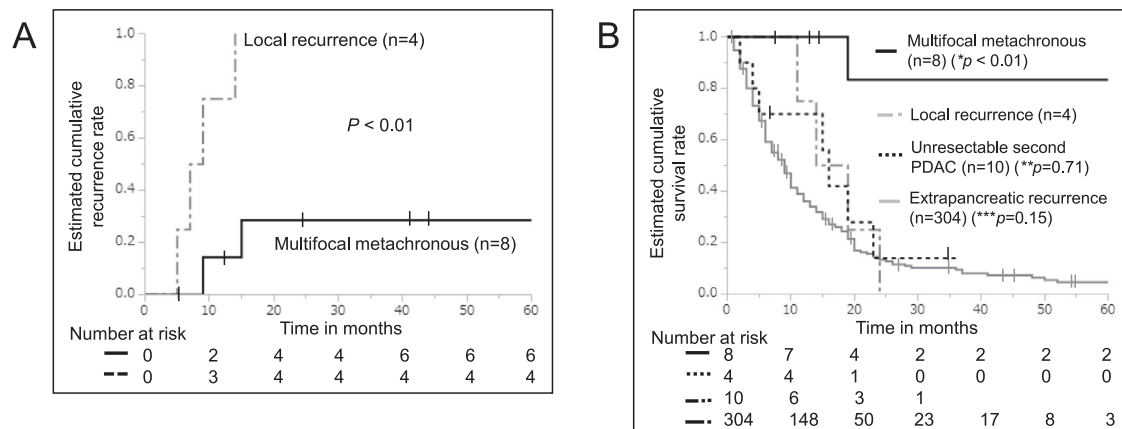 A
Estimated cumulative
recurrence rate
1.0
0.8
0.6
0.4
0.2
0.0
Local recurrence (n=4)
P < 0.01
Multifocal metachronous (n=8)
0 10 20 30 40 50 60
Time in months
Number at risk
0 2 4 4 6 6 6
0 3 4 4 4 4 4
B
Estimated cumulative
survival rate
1.0
0.8
0.6
0.4
0.2
0.0
Multifocal metachronous
(n=8) (*p < 0.01)
Local recurrence (n=4)
Unresectable second
PDAC (n=10) (**p=0.71)
Extrapancreatic recurrence
(n=304) (***p=0.15)
0 10 20 30 40 50 60
Time in months
Number at risk
8 7 4 2 2 2 2
4 4 1 0 0 0 0
10 6 3 1
304 148 50 23 17 8 3